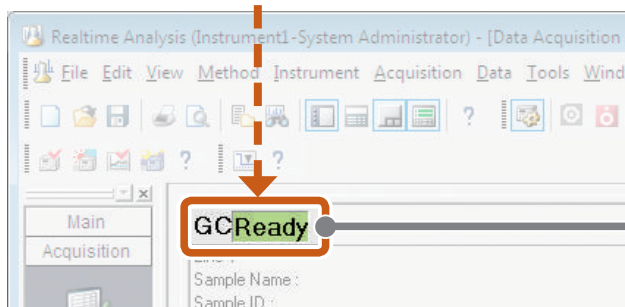 Realtime Analysis (Instrument1-System Administrator) - [Data Acquisition
File Edit View Method Instrument Acquisition Data Tools Wind
? 
? ?
Main
GCReady
Acquisition
Sample Name :
Sample ID :